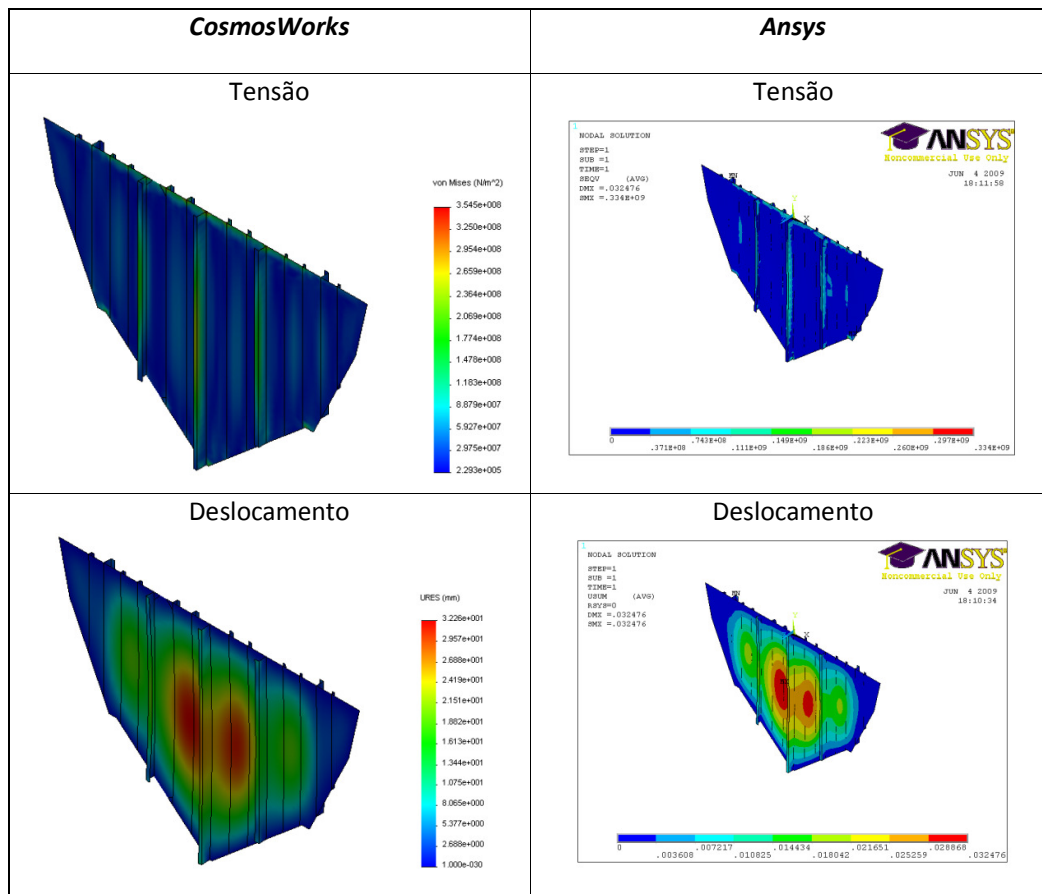 CosmosWorks
Ansys
Tensão
von Mises (N/m^2)
3.545e+008
3.250e+008
2.954e+008
2.659e+008
2.364e+008
2.069e+008
1.774e+008
1.478e+008
1.183e+008
8.879e+007
5.927e+007
2.975e+007
2.293e+005
Tensão
1
NODAL SOLUTION
STEP=1
SUB =1
TIME=1
SEQV (AVG)
DMX =.032476
SMX =.334E+09
ANSYS
Noncommercial Use Only
JUN 4 2009
18:11:58
MN
Y
X
0 .743E+08 .149E+09 .223E+09 .297E+09
.371E+08 .111E+09 .186E+09 .260E+09 .334E+09
Deslocamento
URES (mm)
3.226e+001
2.957e+001
2.688e+001
2.419e+001
2.151e+001
1.882e+001
1.613e+001
1.344e+001
1.075e+001
8.065e+000
5.377e+000
2.688e+000
1.000e-030
Deslocamento
1
NODAL SOLUTION
STEP=1
SUB =1
TIME=1
USUM (AVG)
RSYS=0
DMX =.032476
SMX =.032476
ANSYS
Noncommercial Use Only
JUN 4 2009
18:10:34
MN
Y
X
MX
0 .007217 .014434 .021651 .028868
.003608 .010825 .018042 .025259 .032476